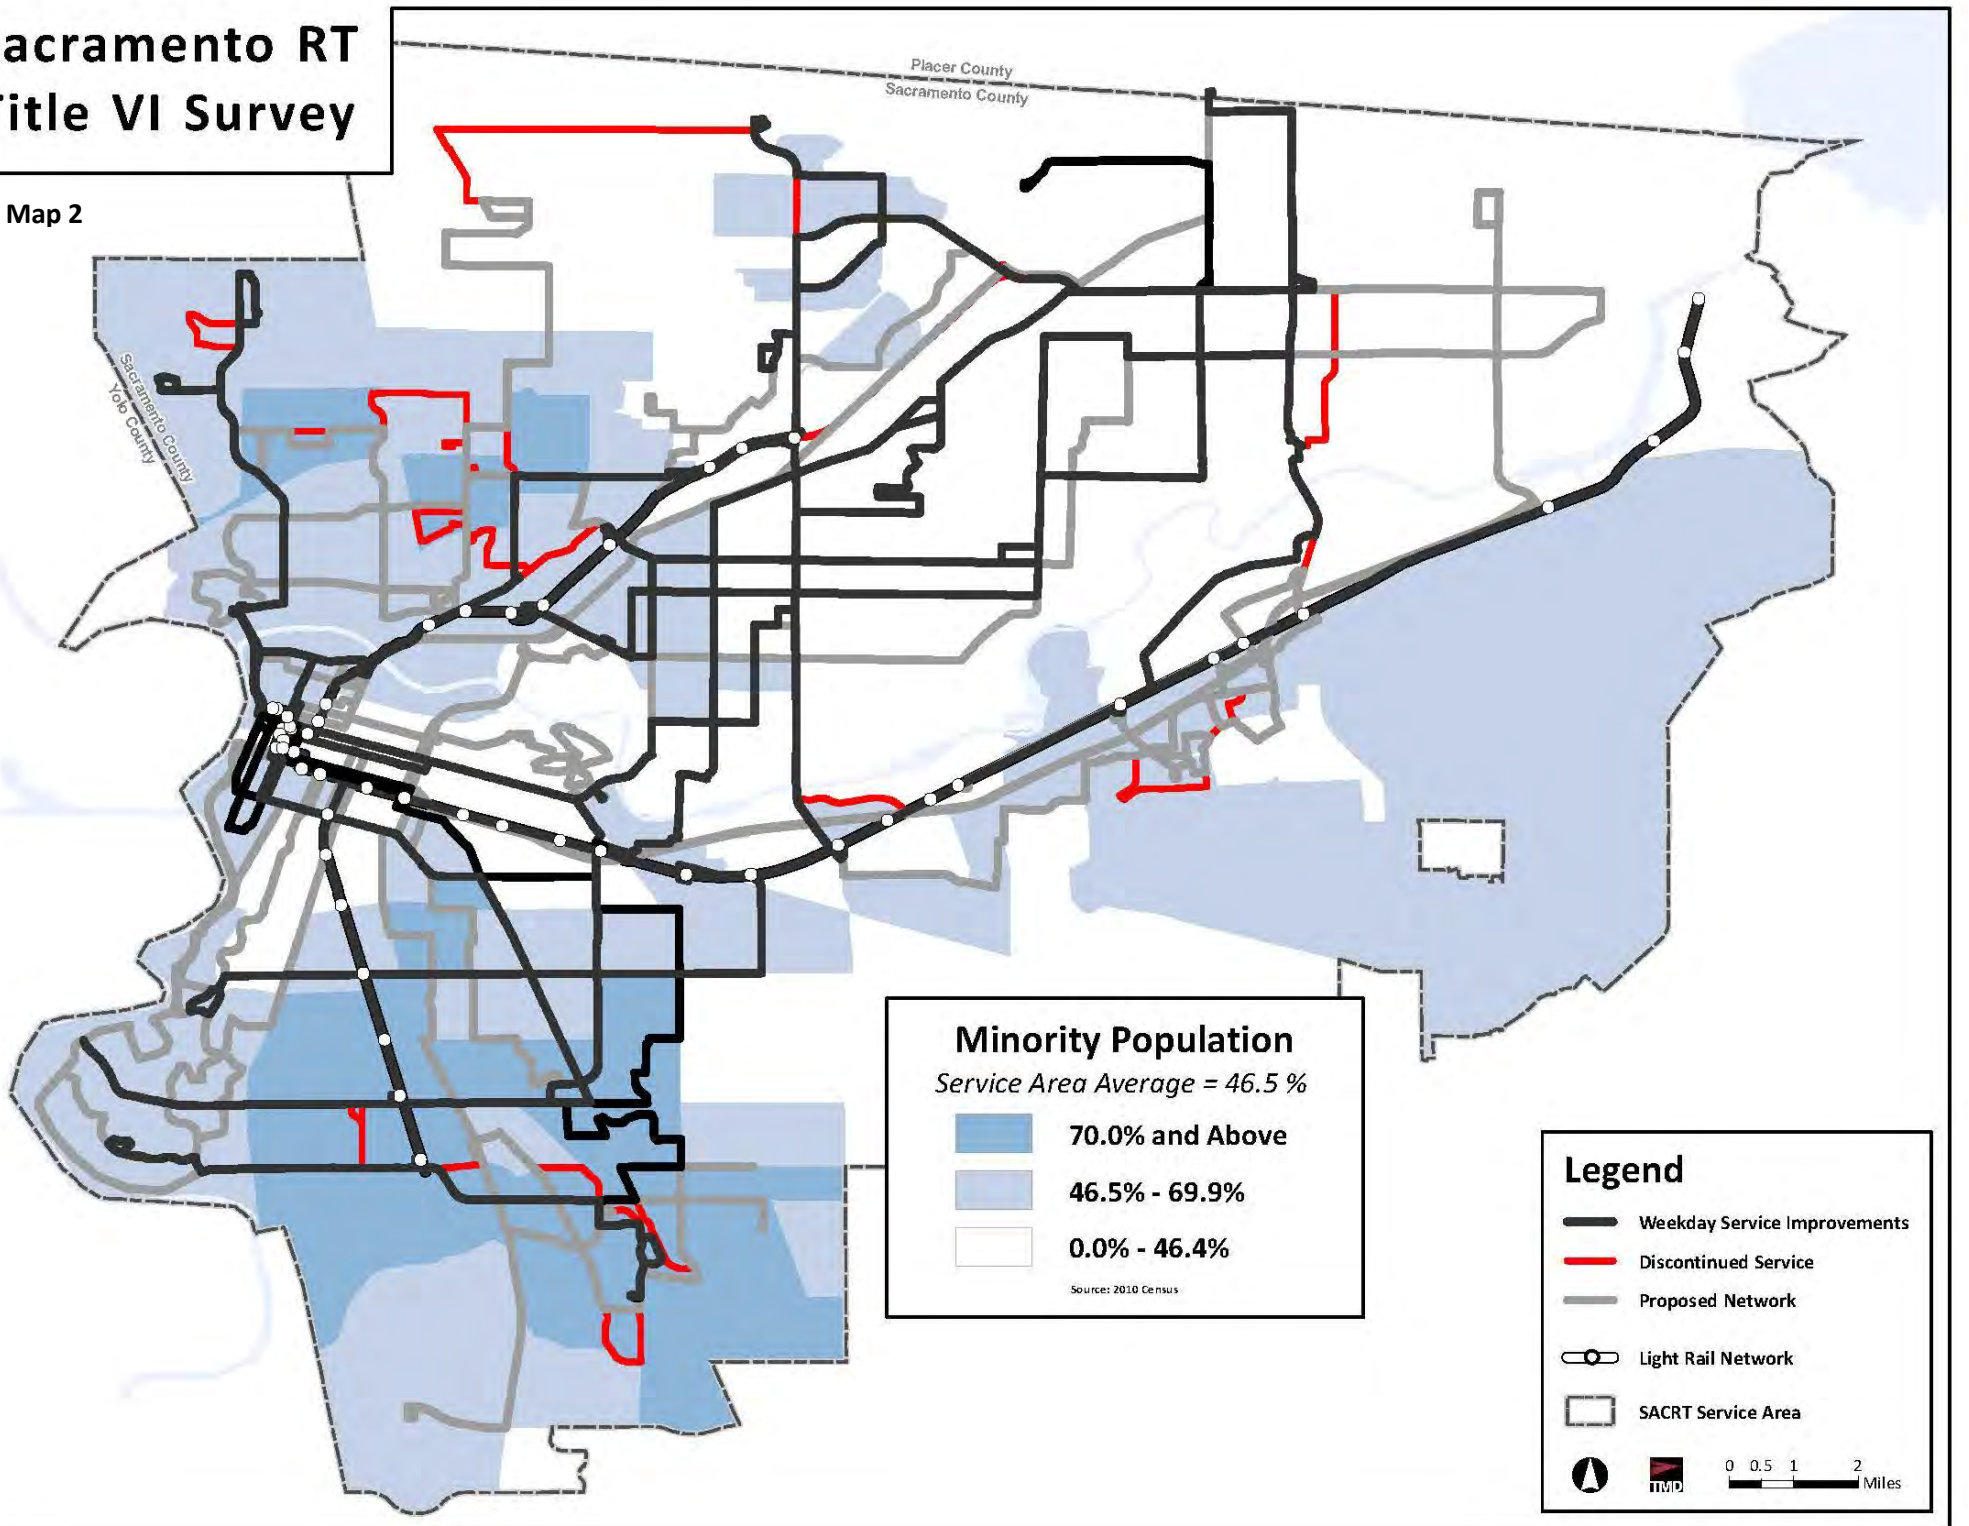 acramento RT
itle VI Survey
Map 2
Placer County
Sacramento County
Sacramento County
Yolo County
Minority Population
Service Area Average = 46.5 %
70.0% and Above
46.5% - 69.9%
0.0% - 46.4%
Source: 2010 Census
Legend
Weekday Service Improvements
Discontinued Service
Proposed Network
Light Rail Network
SACRT Service Area
TMD
0 0.5 1 2
Miles